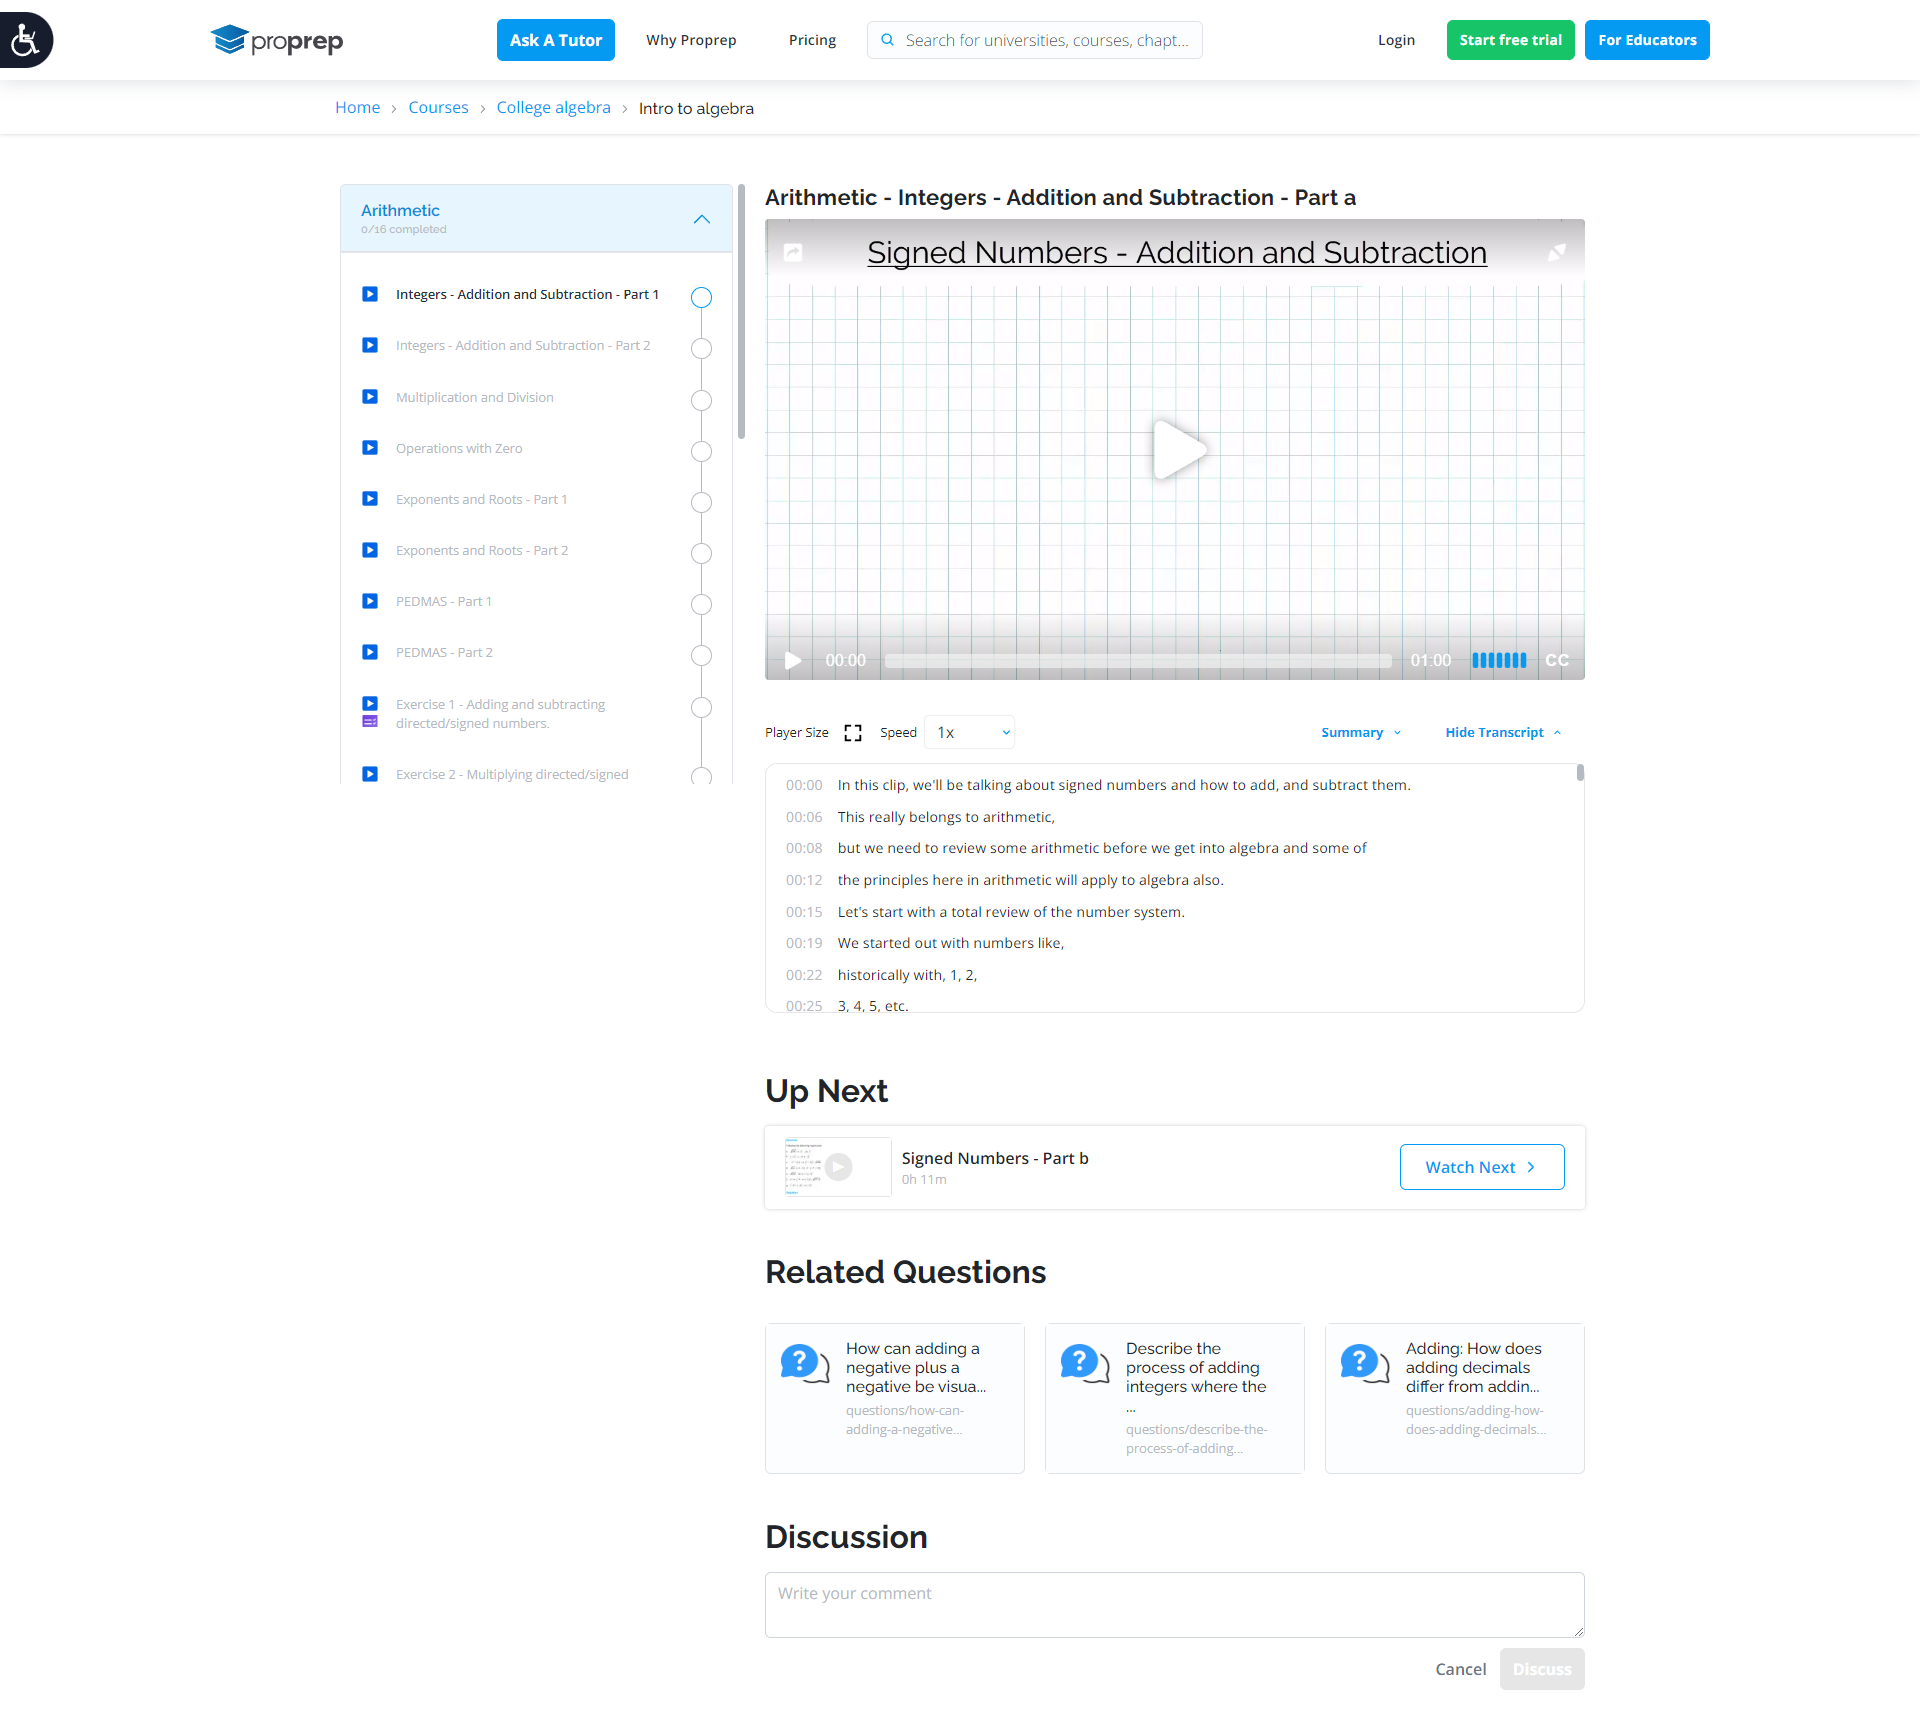 proprep
Ask A Tutor
Why Proprep
Pricing
Search for universities, courses, chapt...
Login
Start free trial
For Educators
Home › Courses › College algebra › Intro to algebra
Arithmetic
0/16 completed
Integers - Addition and Subtraction - Part 1
Integers - Addition and Subtraction - Part 2
Multiplication and Division
Operations with Zero
Exponents and Roots - Part 1
Exponents and Roots - Part 2
PEDMAS - Part 1
PEDMAS - Part 2
Exercise 1 - Adding and subtracting
directed/signed numbers.
Exercise 2 - Multiplying directed/signed
Arithmetic - Integers - Addition and Subtraction - Part a
Signed Numbers - Addition and Subtraction
00:00
01:00
CC
Player Size
Speed
1x
Summary
Hide Transcript
00:00 In this clip, we'll be talking about signed numbers and how to add, and subtract them.
00:06 This really belongs to arithmetic,
00:08 but we need to review some arithmetic before we get into algebra and some of
00:12 the principles here in arithmetic will apply to algebra also.
00:15 Let's start with a total review of the number system.
00:19 We started out with numbers like,
00:22 historically with, 1, 2,
00:25 3, 4, 5, etc.
Up Next
Signed Numbers - Part b
0h 11m
Watch Next
Related Questions
How can adding a
negative plus a
negative be visua...
questions/how-can-
adding-a-negative...
Describe the
process of adding
integers where the
...
questions/describe-the-
process-of-adding...
Adding: How does
adding decimals
differ from addin...
questions/adding-how-
does-adding-decimals...
Discussion
Write your comment
Cancel
Discuss